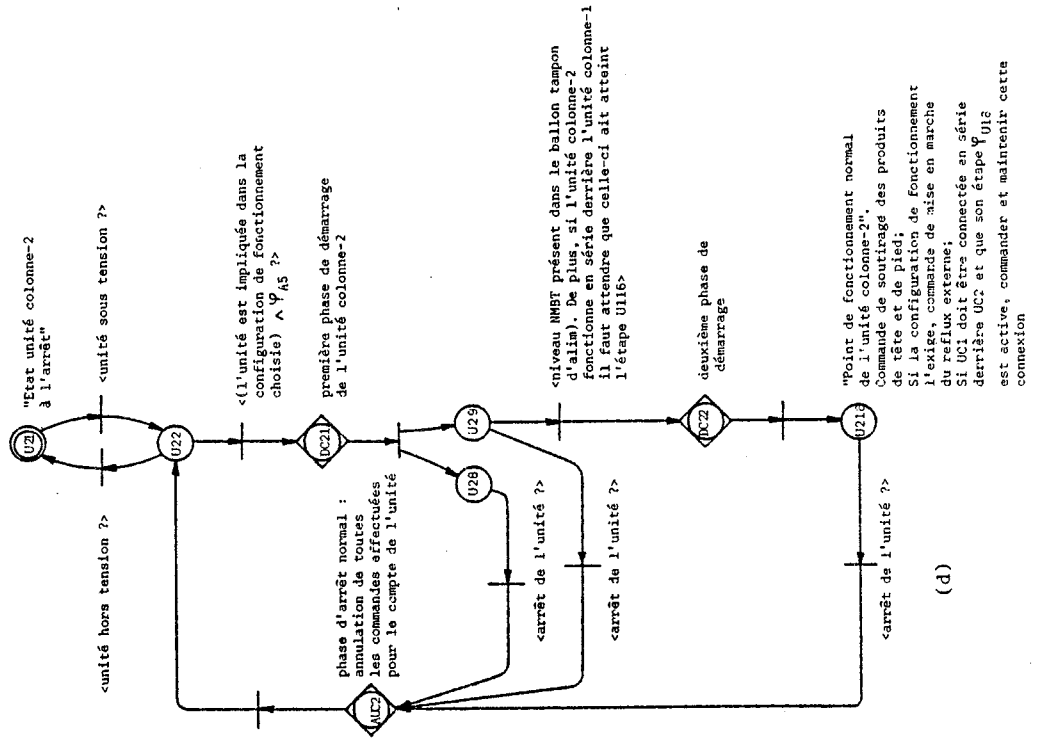 "Etat unité colonne-2
à l'arrêt"
U21
<unité hors tension ?>
<unité sous tension ?>
U22
<(l'unité est impliquée dans la
configuration de fonctionnement
choisie) ∧ φA5 ?>
DC21
première phase de démarrage
de l'unité colonne-2
phase d'arrêt normal :
annulation de toutes
les commandes affectuées
pour le compte de l'unité
AUC2
U28
U29
<arrêt de l'unité ?>
<arrêt de l'unité ?>
<niveau NMBT présent dans le ballon tampon
d'alim). De plus, si l'unité colonne-2
fonctionne en série derrière l'unité colonne-1
il faut attendre que celle-ci ait atteint
l'étape U116>
DC22
deuxième phase de
démarrage
U218
<arrêt de l'unité ?>
"Point de fonctionnement normal
de l'unité colonne-2".
Commande de soutirage des produits
de tête et de pied;
Si la configuration de fonctionnement
l'exige, commande de mise en marche
du reflux externe;
Si UC1 doit être connectée en série
derrière UC2 et que son étape φU18
est active, commander et maintenir cette
connexion
(d)